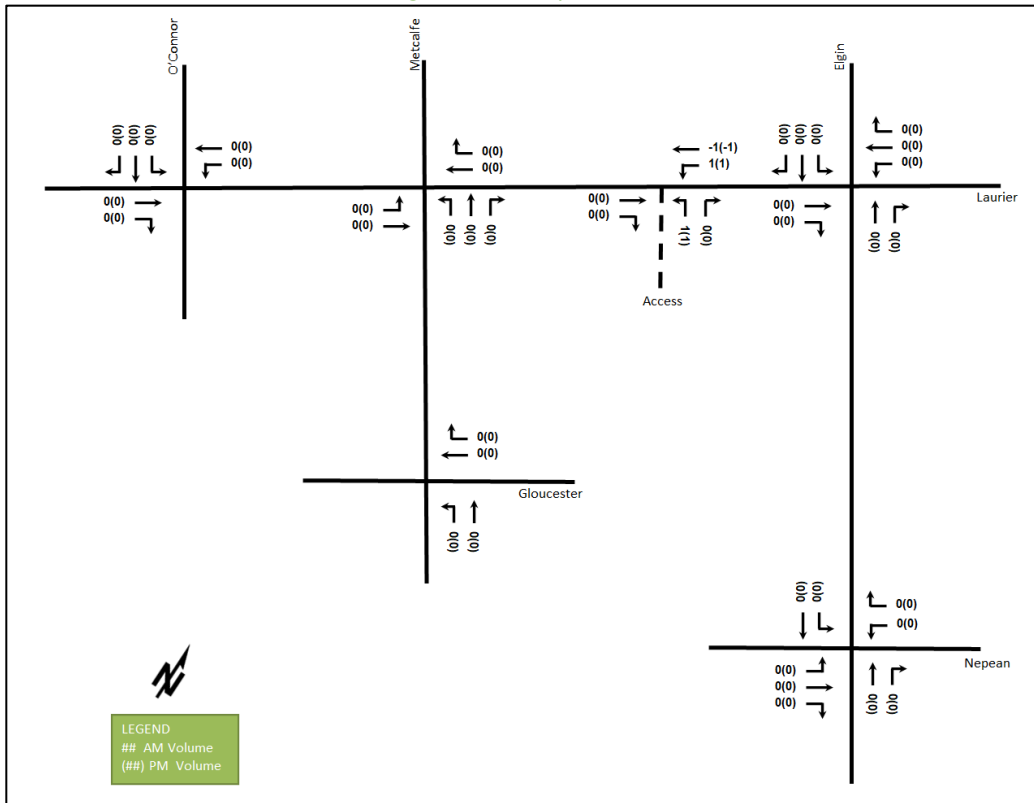 O'Connor
Metcalfe
Elgin
0(0) 0(0) 0(0)
0(0)
0(0)
0(0)
0(0)
0(0)
0(0)
0(0)
0(0)
0(0) 0(0) 0(0)
-1(-1)
1(1)
0(0)
0(0)
1(1) 0(0)
Access
0(0) 0(0) 0(0)
0(0)
0(0)
0(0)
0(0)
0(0)
0(0) 0(0)
Laurier
0(0)
0(0)
Gloucester
0(0) 0(0)
0(0) 0(0)
0(0)
0(0)
0(0)
0(0)
0(0)
0(0) 0(0)
Nepean
N
LEGEND
## AM Volume
(##) PM Volume